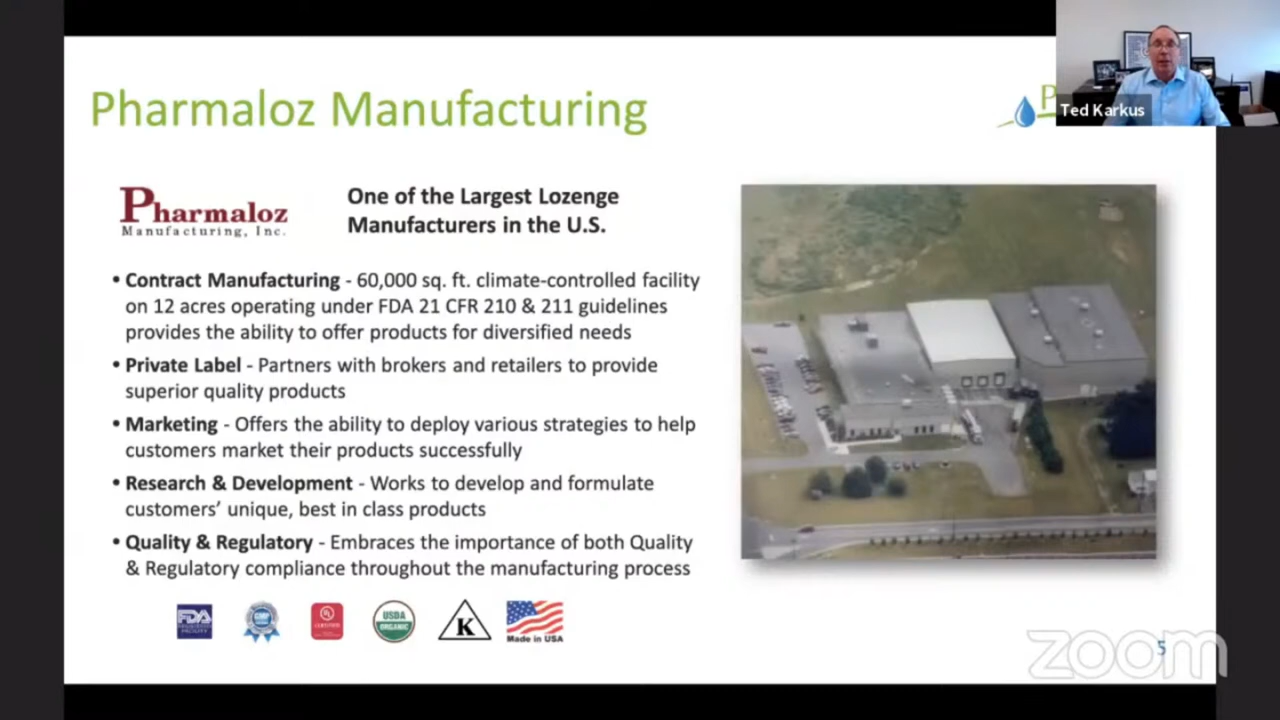 Pharmaloz Manufacturing
P
Ted Karkus
Pharmaloz
Manufacturing, Inc.
One of the Largest Lozenge
Manufacturers in the U.S.
• Contract Manufacturing - 60,000 sq. ft. climate-controlled facility
on 12 acres operating under FDA 21 CFR 210 & 211 guidelines
provides the ability to offer products for diversified needs
• Private Label - Partners with brokers and retailers to provide
superior quality products
• Marketing - Offers the ability to deploy various strategies to help
customers market their products successfully
• Research & Development - Works to develop and formulate
customers’ unique, best in class products
• Quality & Regulatory - Embraces the importance of both Quality
& Regulatory compliance throughout the manufacturing process
FDA
GMP
UL
USDA
ORGANIC
K
Made in USA
zoom
5